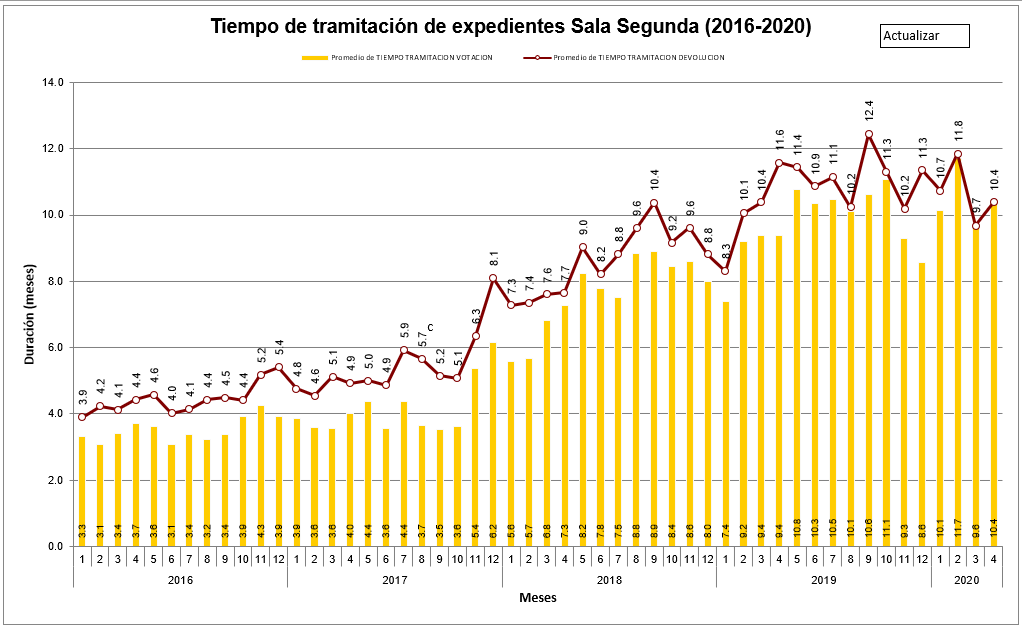 Tiempo de tramitación de expedientes Sala Segunda (2016-2020)
Actualizar
Promedio de TIEMPO TRAMITACION VOTACION Promedio de TIEMPO TRAMITACION DEVOLUCION
14.0
12.0
10.0
8.0
6.0
4.0
2.0
0.0
Duración (meses)
3.9 4.2 4.1 4.4 4.6 4.0 4.1 4.4 4.5 4.4 5.2 5.4 4.8 4.6 5.1 4.9 5.0 4.9 5.9 5.7 c 5.2 5.1 6.3 8.1 7.3 7.4 7.6 7.7 9.0 8.2 8.8 9.6 10.4 9.2 9.6 8.8 8.3 10.1 10.4 11.6 11.4 10.9 11.1 10.2 12.4 11.3 10.2 11.3 10.7 11.8 9.7 10.4
3.3 3.1 3.4 3.7 3.6 3.1 3.4 3.2 3.4 3.9 4.3 3.9 3.9 3.6 3.6 4.0 4.4 3.6 4.4 3.7 3.5 3.6 5.4 6.2 5.6 5.7 6.8 7.3 8.2 7.8 7.5 8.8 8.9 8.4 8.6 8.0 7.4 9.2 9.4 9.4 10.8 10.3 10.5 10.1 10.6 11.1 9.3 8.6 10.1 11.7 9.6 10.4
1 2 3 4 5 6 7 8 9 10 11 12 1 2 3 4 5 6 7 8 9 10 11 12 1 2 3 4 5 6 7 8 9 10 11 12 1 2 3 4 5 6 7 8 9 10 11 12 1 2 3 4
2016 2017 2018 2019 2020
Meses